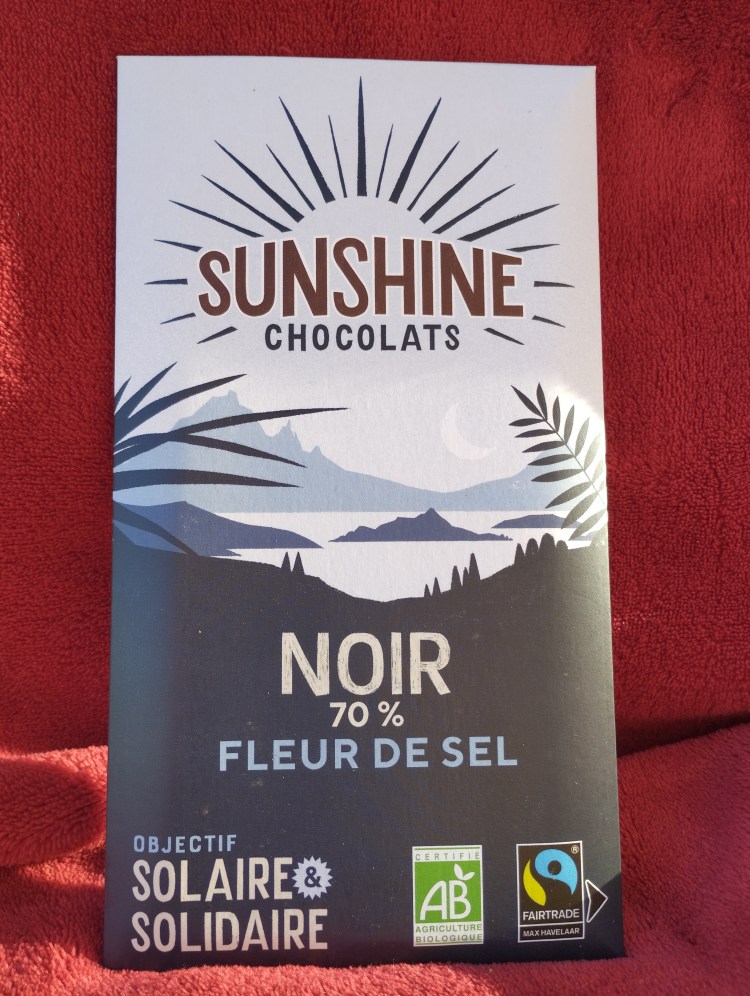 SUNSHINE
CHOCOLATS
NOIR
70 %
FLEUR DE SEL
OBJECTIF
SOLAIRE &
SOLIDAIRE
CERTIFIÉ
AB
AGRICULTURE
BIOLOGIQUE
®
FAIRTRADE
MAX HAVELAAR